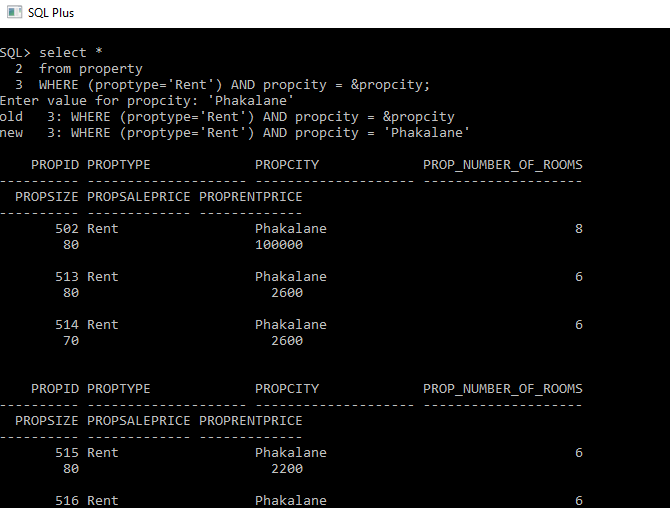 SQL Plus
SQL> select *
  2  from property
  3  WHERE (proptype='Rent') AND propcity = &propcity;
Enter value for propcity: 'Phakalane'
old   3: WHERE (proptype='Rent') AND propcity = &propcity
new   3: WHERE (proptype='Rent') AND propcity = 'Phakalane'
    PROPID PROPTYPE             PROPCITY             PROP_NUMBER_OF_ROOMS
---------- -------------------- -------------------- --------------------
  PROPSIZE PROPSALEPRICE PROPRENTPRICE
---------- ------------- -------------
       502 Rent                 Phakalane                               8
        80                      100000
       513 Rent                 Phakalane                               6
        80                        2600
       514 Rent                 Phakalane                               6
        70                        2600
    PROPID PROPTYPE             PROPCITY             PROP_NUMBER_OF_ROOMS
---------- -------------------- -------------------- --------------------
  PROPSIZE PROPSALEPRICE PROPRENTPRICE
---------- ------------- -------------
       515 Rent                 Phakalane                               6
        80                        2200
       516 Rent                 Phakalane                               6